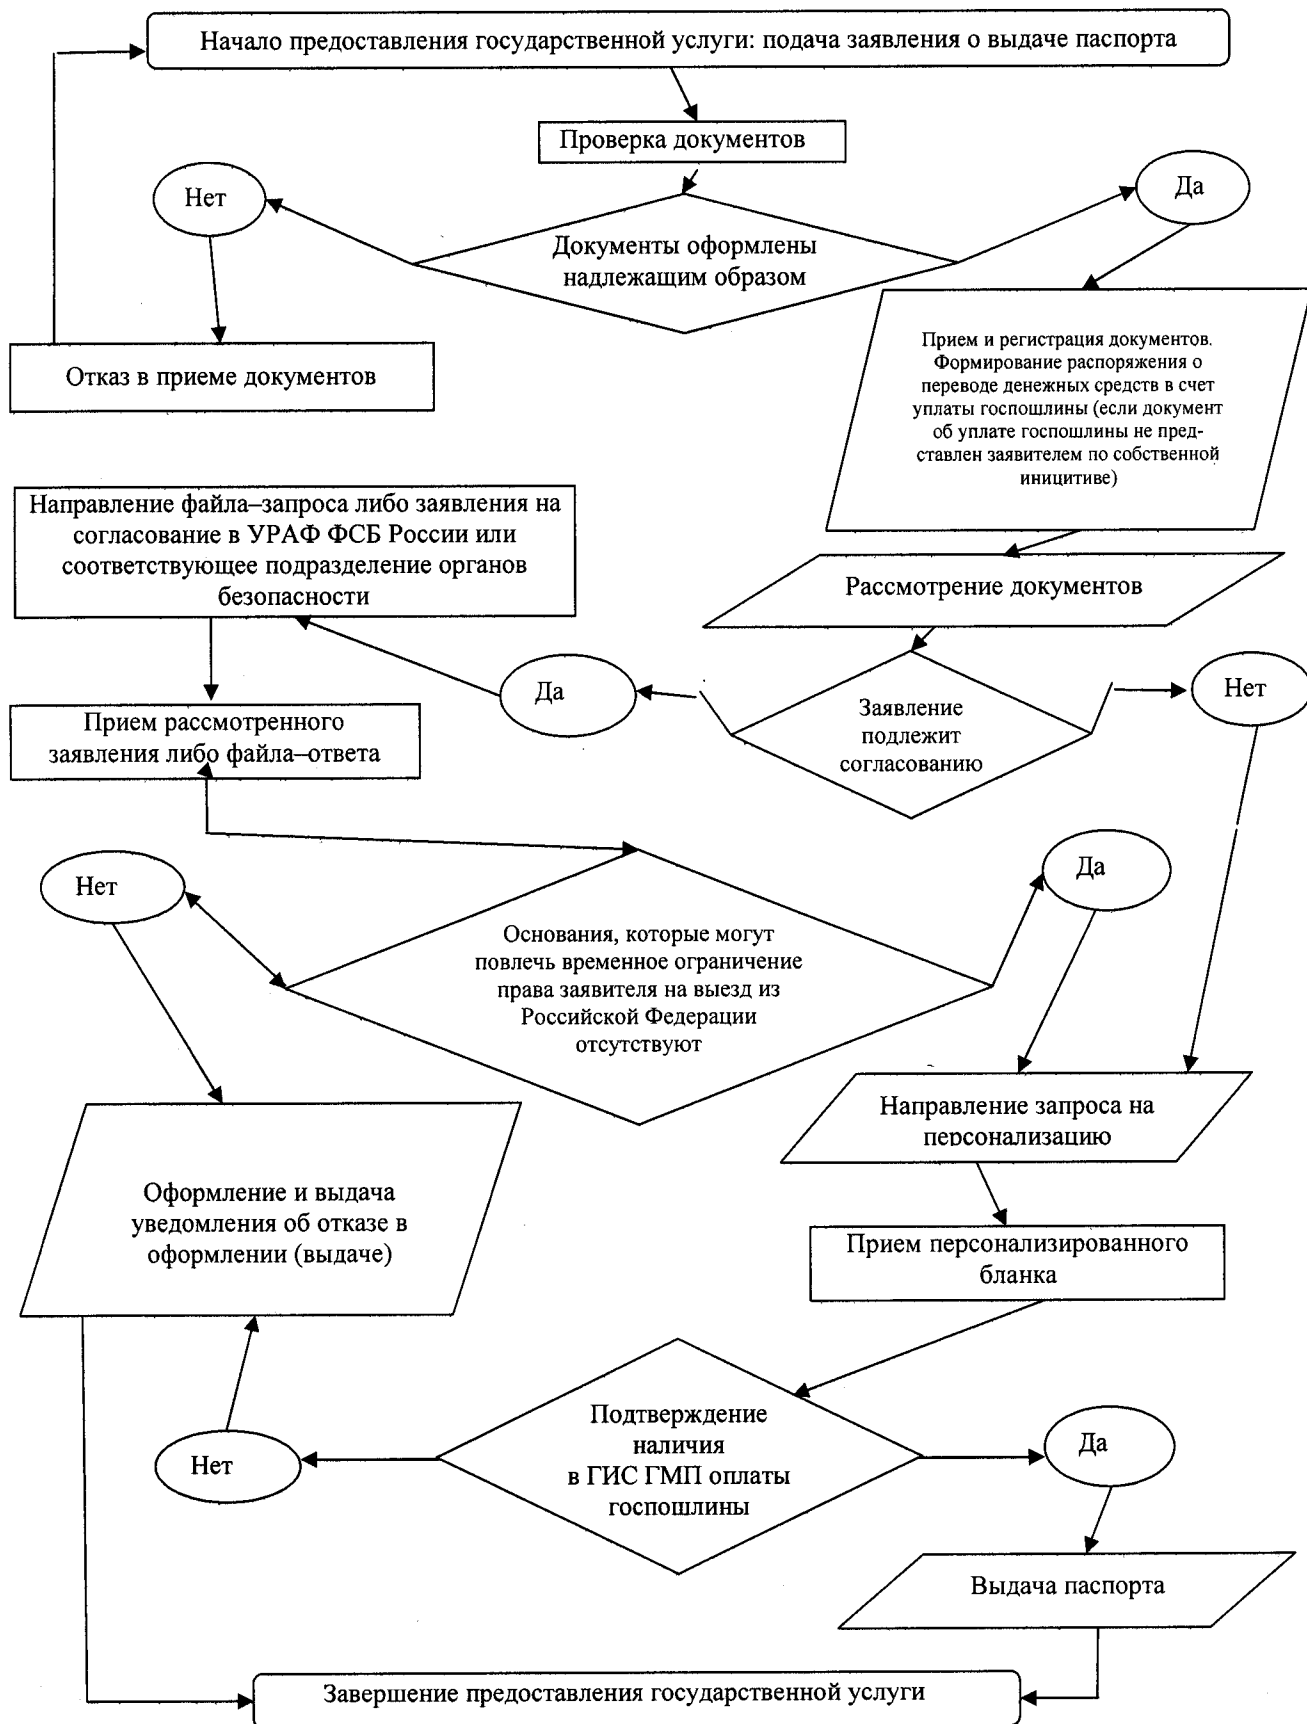 Начало предоставления государственной услуги: подача заявления о выдаче паспорта
Проверка документов
Нет
Да
Документы оформлены
надлежащим образом
Отказ в приеме документов
Прием и регистрация документов.
Формирование распоряжения о
переводе денежных средств в счет
уплаты госпошлины (если документ
об уплате госпошлины не пред-
ставлен заявителем по собственной
иницитиве)
Направление файла–запроса либо заявления на
согласование в УРАФ ФСБ России или
соответствующее подразделение органов
безопасности
Рассмотрение документов
Да
Нет
Заявление
подлежит
согласованию
Прием рассмотренного
заявления либо файла–ответа
Нет
Да
Основания, которые могут
повлечь временное ограничение
права заявителя на выезд из
Российской Федерации
отсутствуют
Направление запроса на
персонализацию
Оформление и выдача
уведомления об отказе в
оформлении (выдаче)
Прием персонализированного
бланка
Подтверждение
наличия
в ГИС ГМП оплаты
госпошлины
Нет
Да
Выдача паспорта
Завершение предоставления государственной услуги